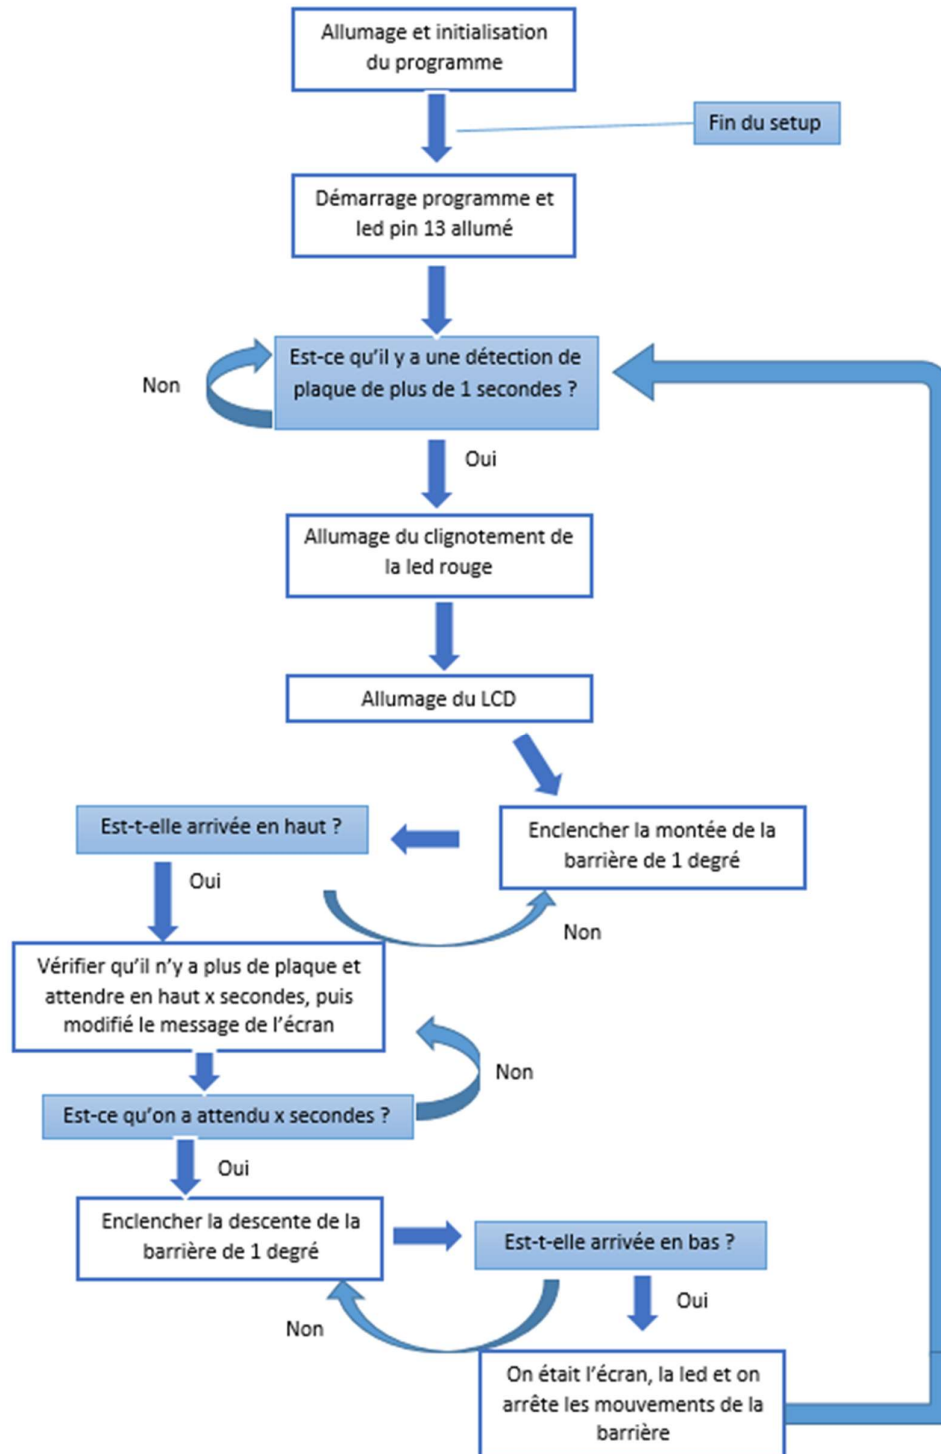 Allumage et initialisation
du programme
Fin du setup
Démarrage programme et
led pin 13 allumé
Est-ce qu'il y a une détection de
plaque de plus de 1 secondes ?
Non
Oui
Allumage du clignotement de
la led rouge
Allumage du LCD
Enclencher la montée de la
barrière de 1 degré
Est-t-elle arrivée en haut ?
Oui
Non
Vérifier qu'il n'y a plus de plaque et
attendre en haut x secondes, puis
modifié le message de l'écran
Non
Est-ce qu'on a attendu x secondes ?
Oui
Enclencher la descente de la
barrière de 1 degré
Est-t-elle arrivée en bas ?
Non
Oui
On était l'écran, la led et on
arrête les mouvements de la
barrière